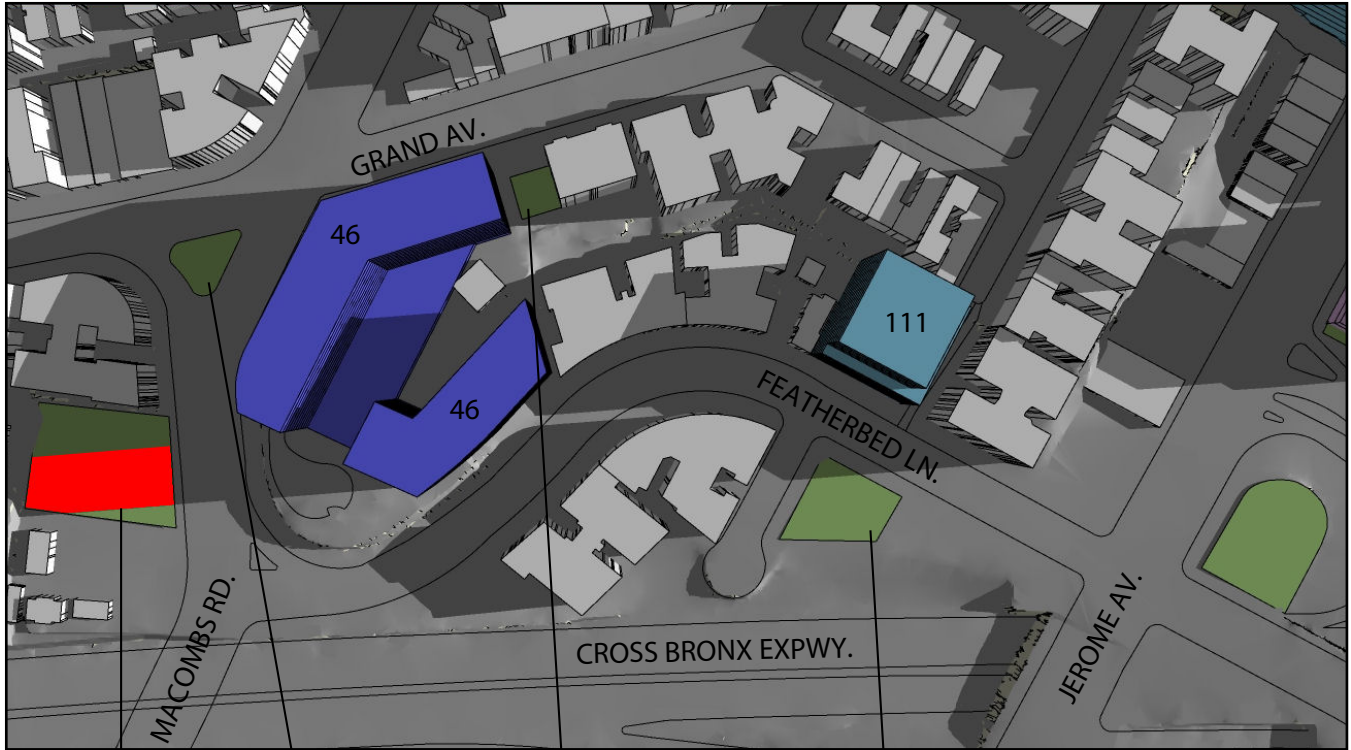 GRAND AV.
46
111
46
FEATHERBED LN.
MACOMBS RD.
CROSS BRONX EXPWY.
JEROME AV.